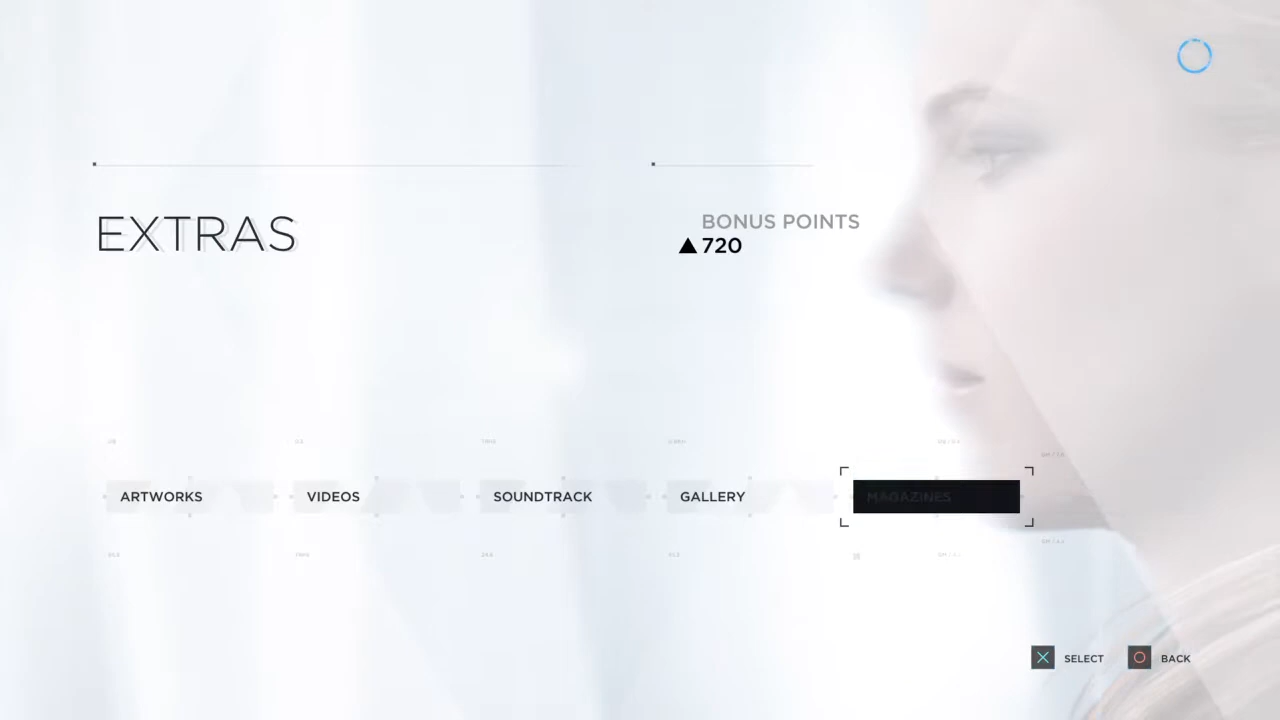 EXTRAS
BONUS POINTS
720
ARTWORKS
VIDEOS
SOUNDTRACK
GALLERY
MAGAZINES
SELECT
BACK